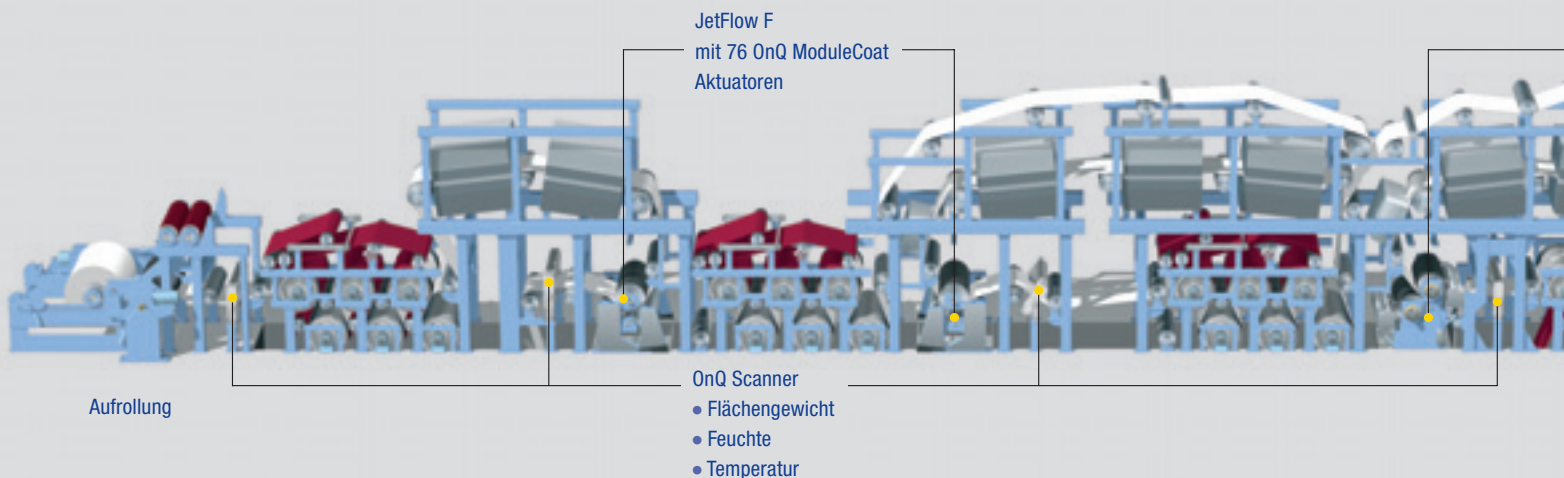 JetFlow F
mit 76 OnQ ModuleCoat
Aktuatoren
Aufrollung
OnQ Scanner
• Flächengewicht
• Feuchte
• Temperatur